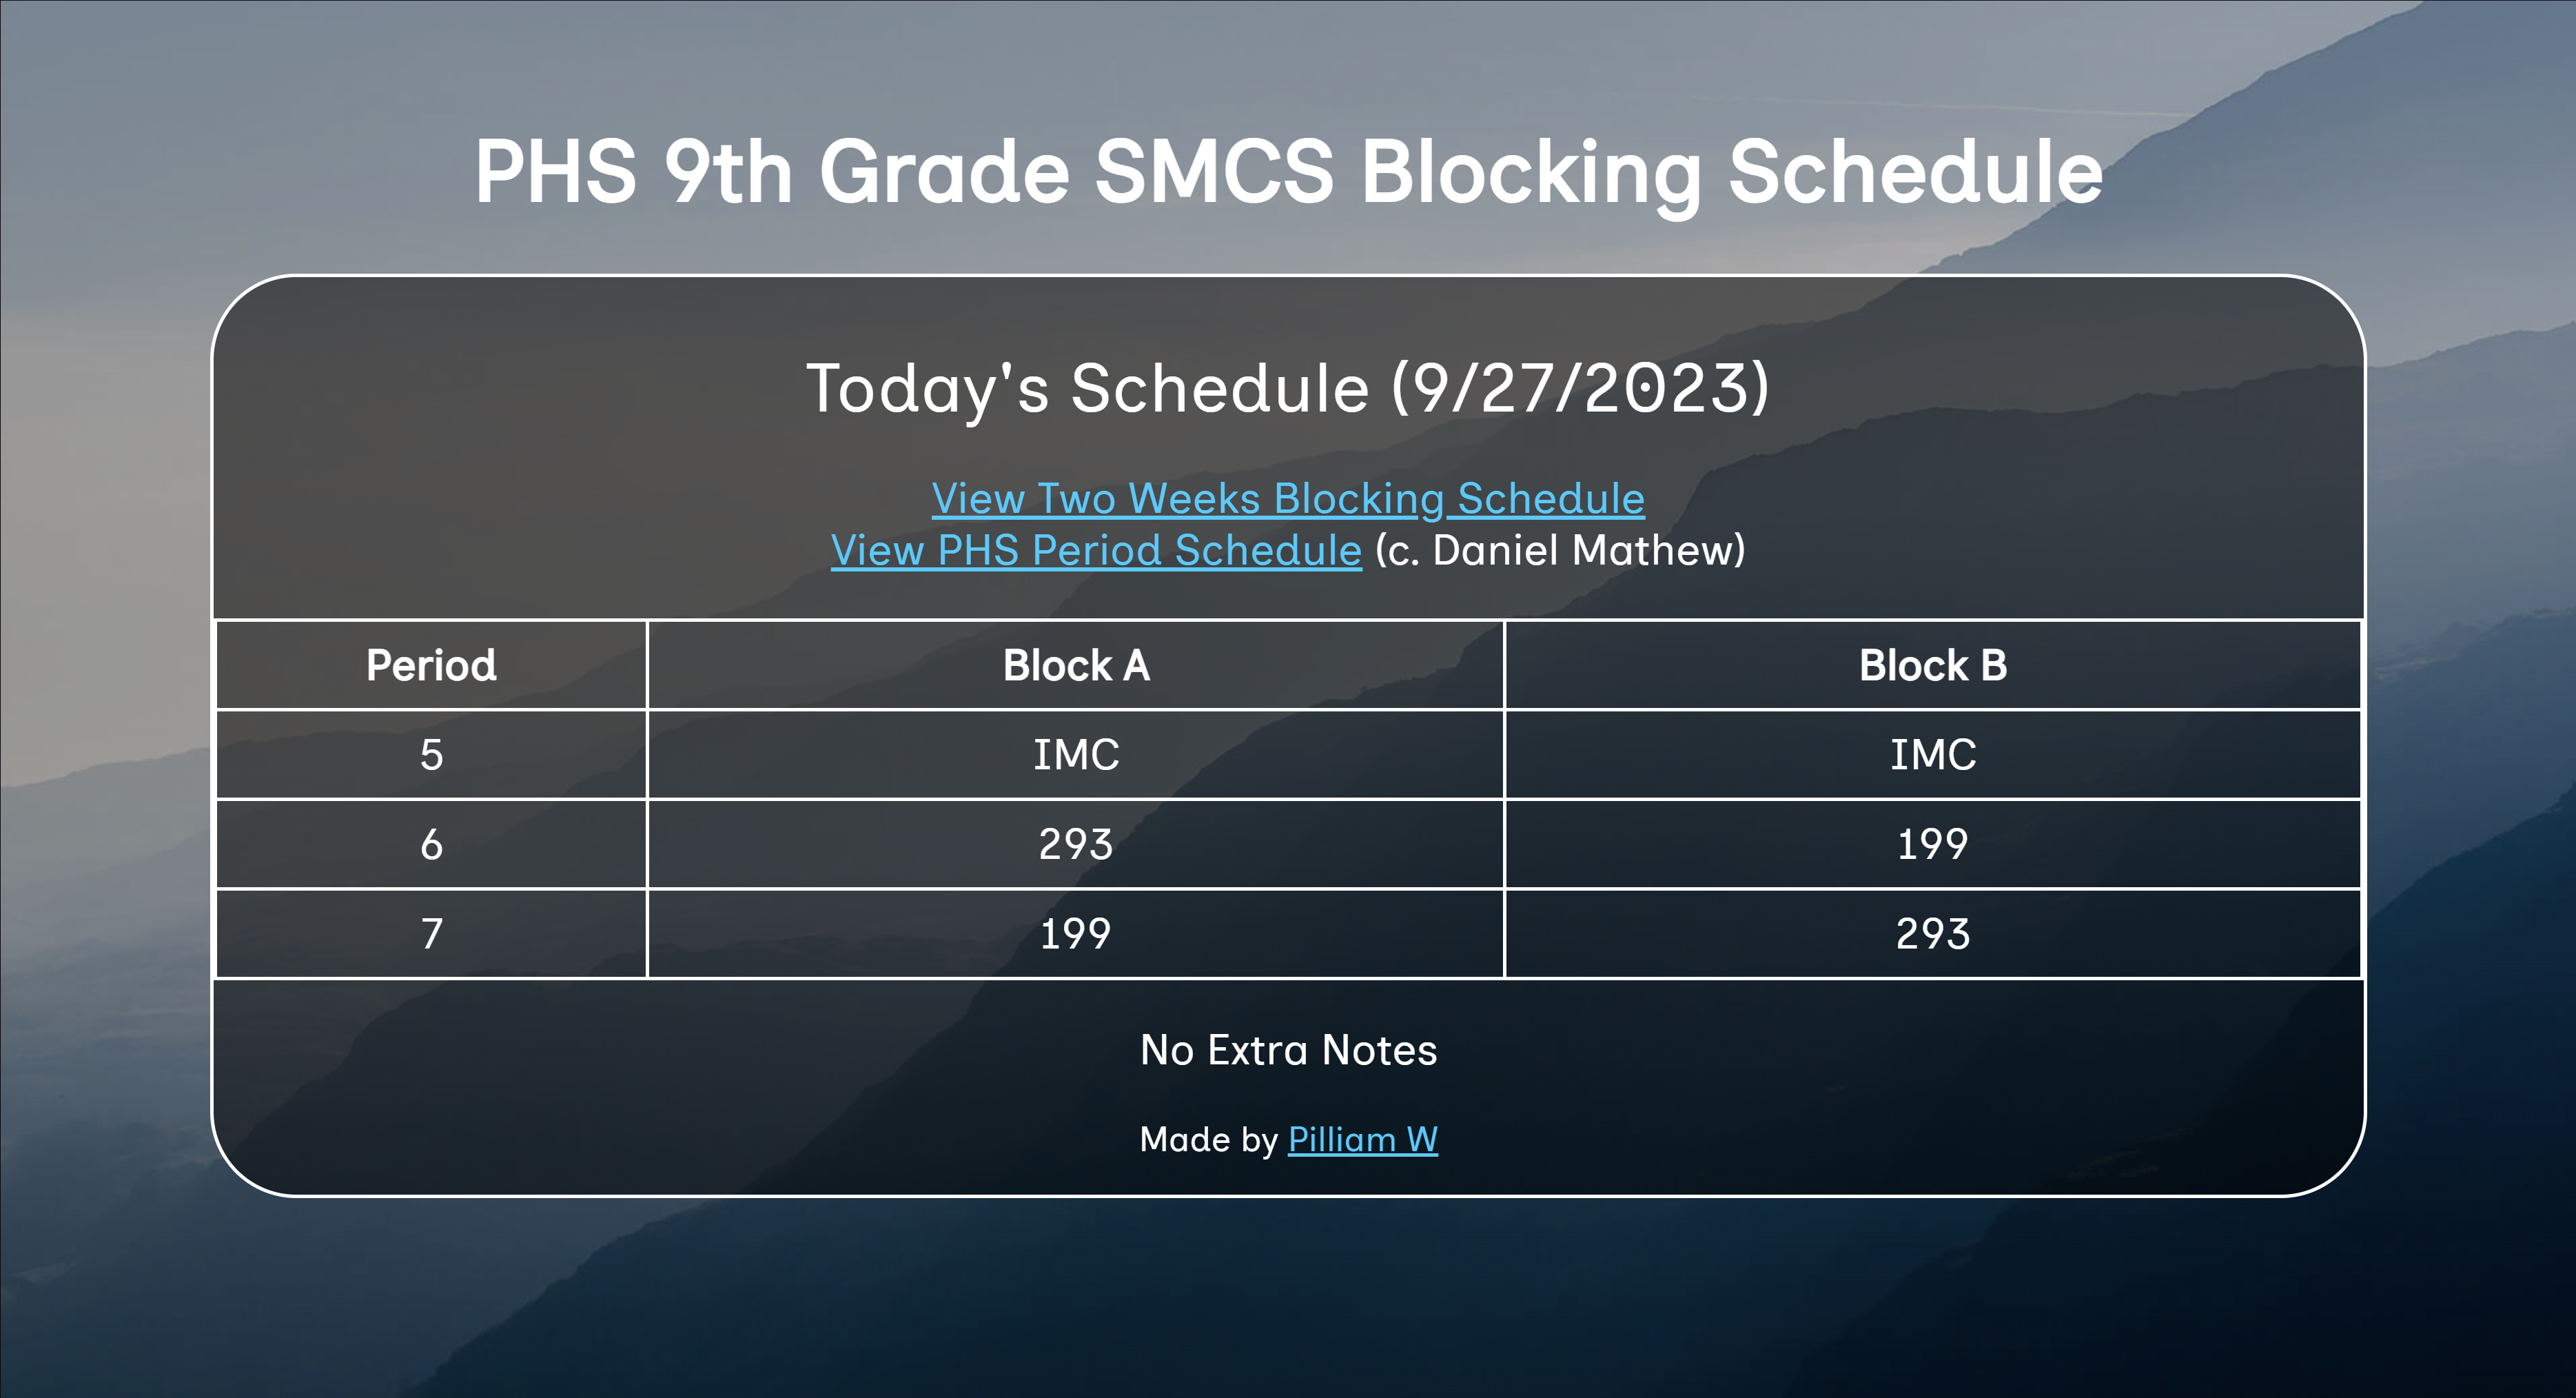 PHS 9th Grade SMCS Blocking Schedule
Today's Schedule (9/27/2023)
View Two Weeks Blocking Schedule
View PHS Period Schedule (c. Daniel Mathew)
Period Block A Block B
5 IMC IMC
6 293 199
7 199 293
No Extra Notes
Made by Pilliam W